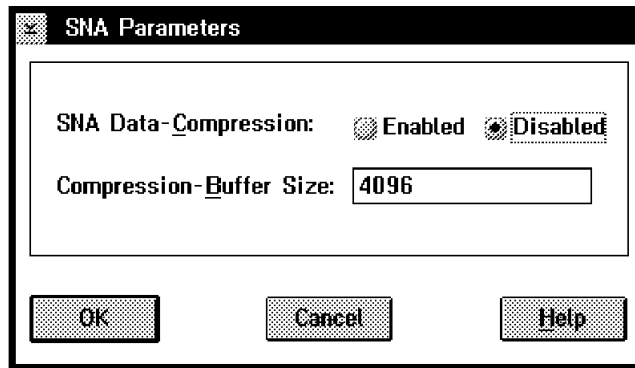 SNA Parameters
SNA Data-Compression: Enabled Disabled
Compression-Buffer Size: 4096
OK Cancel Help